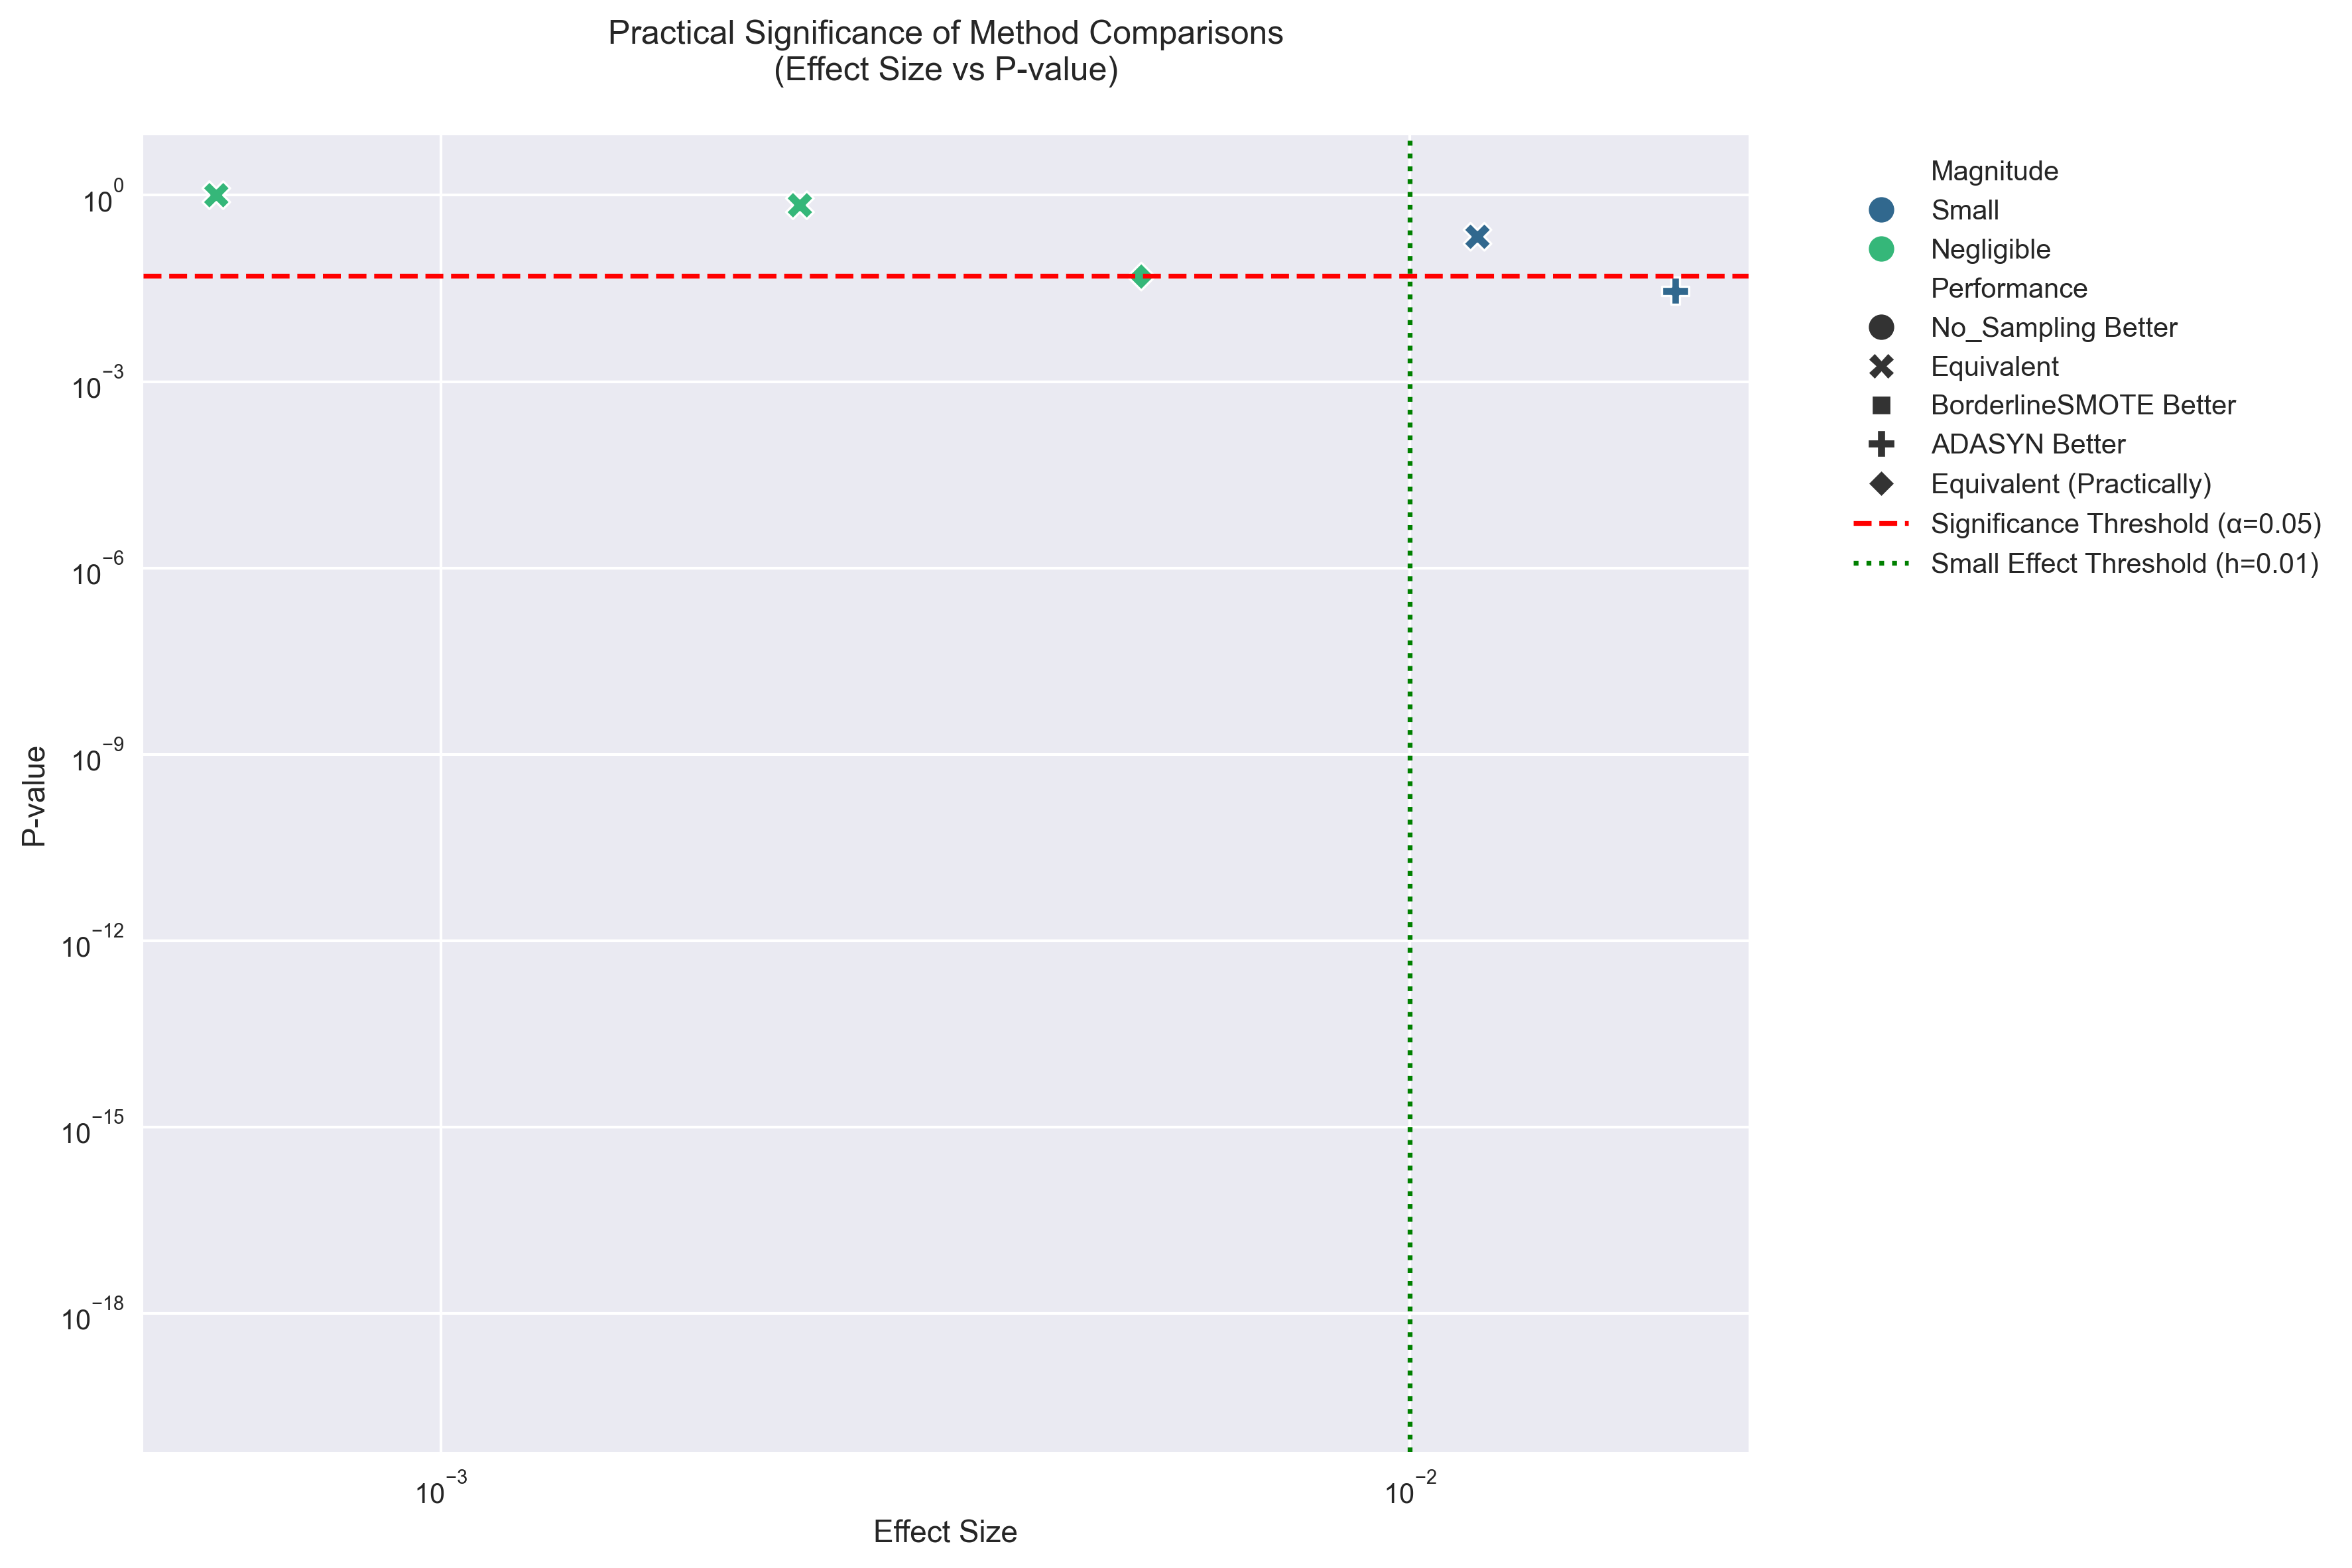 Practical Significance of Method Comparisons
(Effect Size vs P-value)
10⁰
10⁻³
10⁻⁶
10⁻⁹
10⁻¹²
10⁻¹⁵
10⁻¹⁸
P-value
10⁻³
10⁻²
Effect Size
Magnitude
Small
Negligible
Performance
No_Sampling Better
Equivalent
BorderlineSMOTE Better
ADASYN Better
Equivalent (Practically)
Significance Threshold (α=0.05)
Small Effect Threshold (h=0.01)